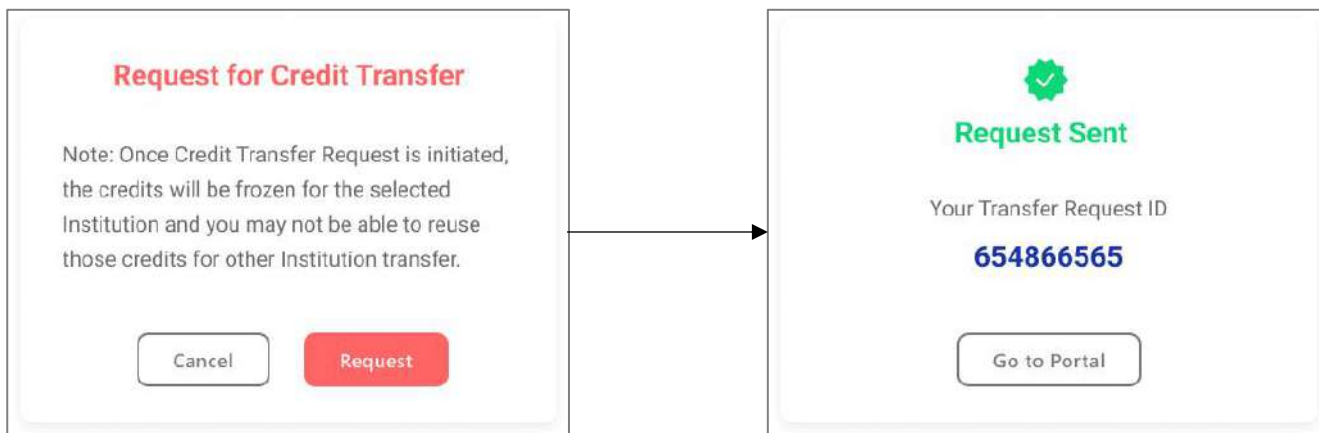 Request for Credit Transfer
Note: Once Credit Transfer Request is initiated,
the credits will be frozen for the selected
Institution and you may not be able to reuse
those credits for other Institution transfer.
Cancel
Request
Request Sent
Your Transfer Request ID
654866565
Go to Portal